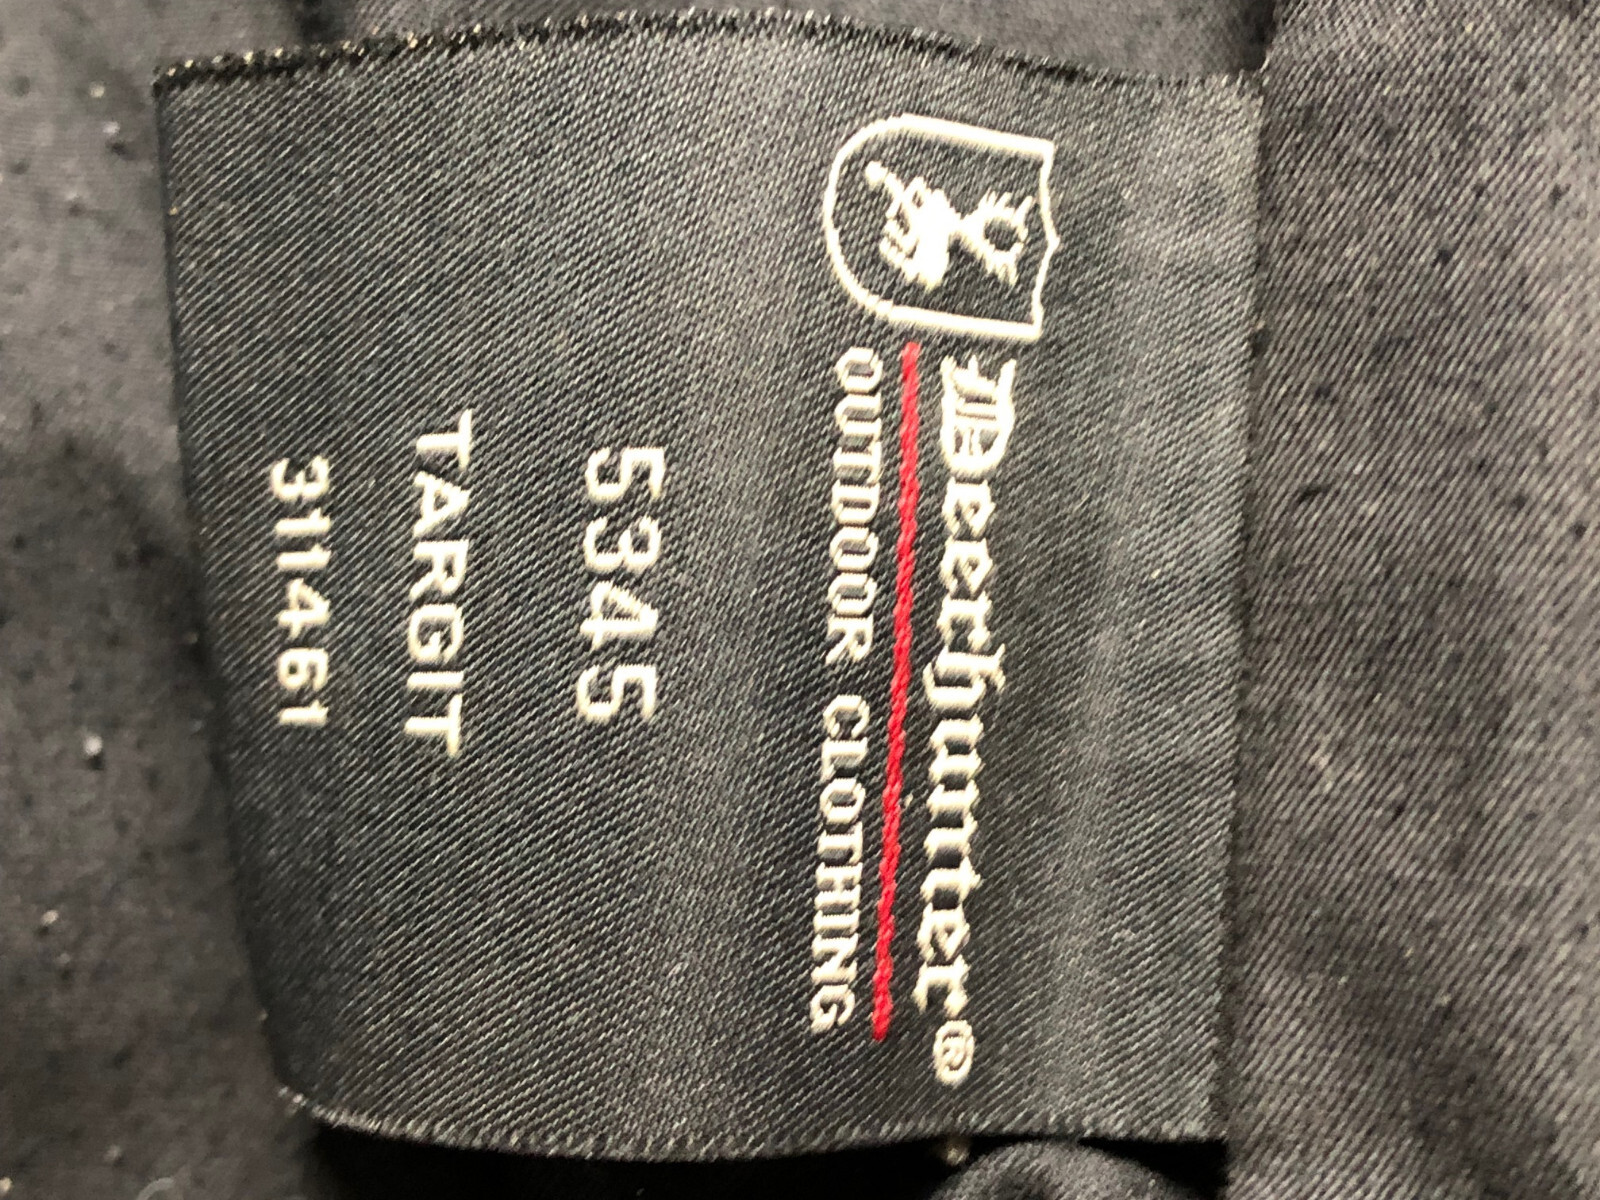 Deerhunter®
OUTDOOR CLOTHING
5345
TARGIT
311461